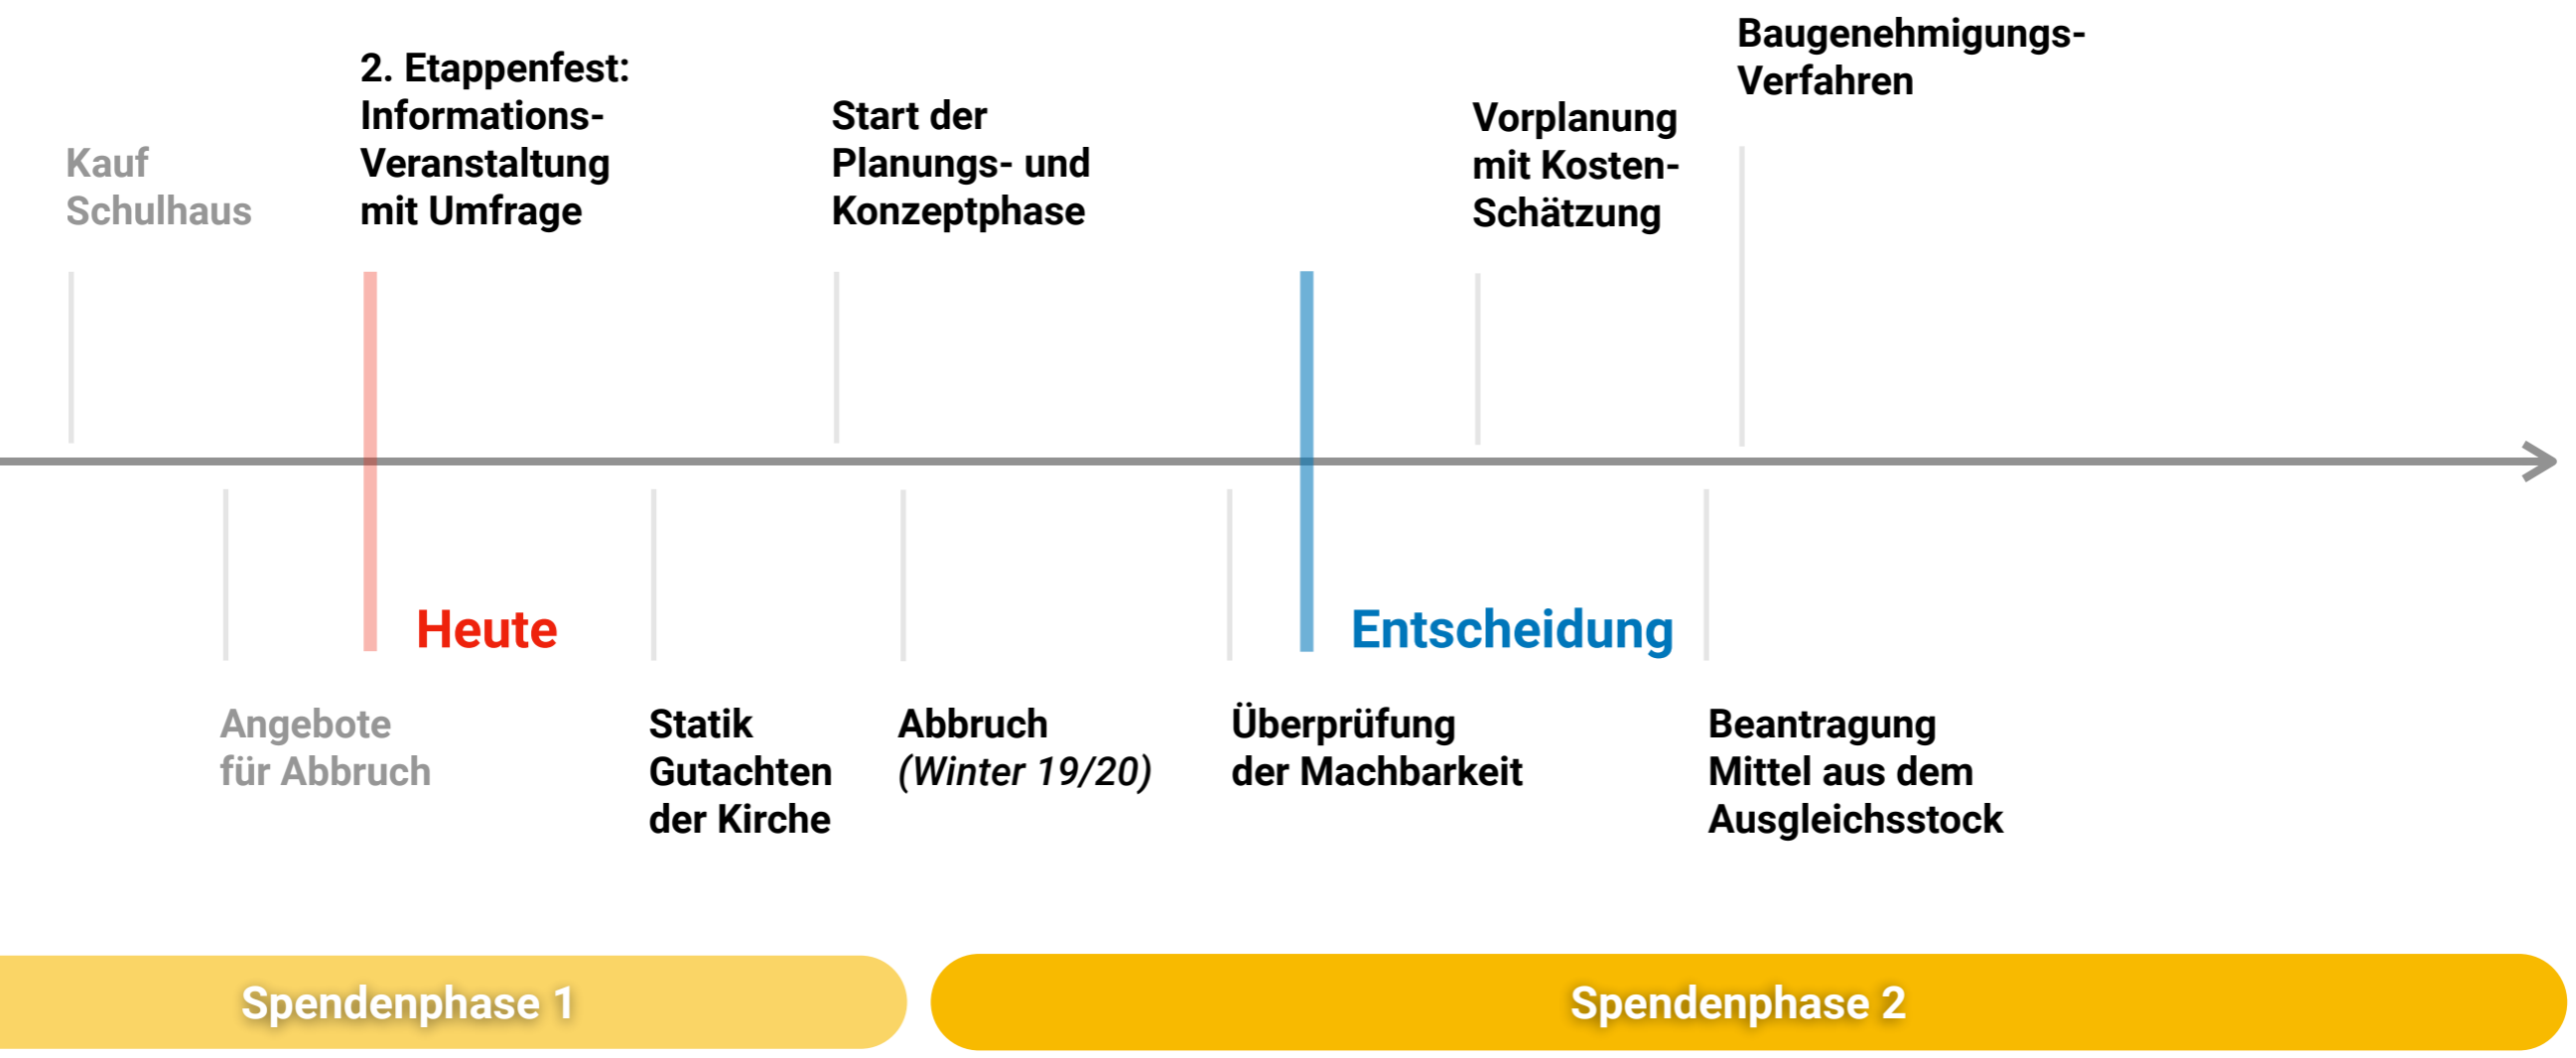 Kauf
Schulhaus
2. Etappenfest:
Informations-
Veranstaltung
mit Umfrage
Start der
Planungs- und
Konzeptphase
Vorplanung
mit Kosten-
Schätzung
Baugenehmigungs-
Verfahren
Heute
Entscheidung
Angebote
für Abbruch
Statik
Gutachten
der Kirche
Abbruch
(Winter 19/20)
Überprüfung
der Machbarkeit
Beantragung
Mittel aus dem
Ausgleichsstock
Spendenphase 1
Spendenphase 2